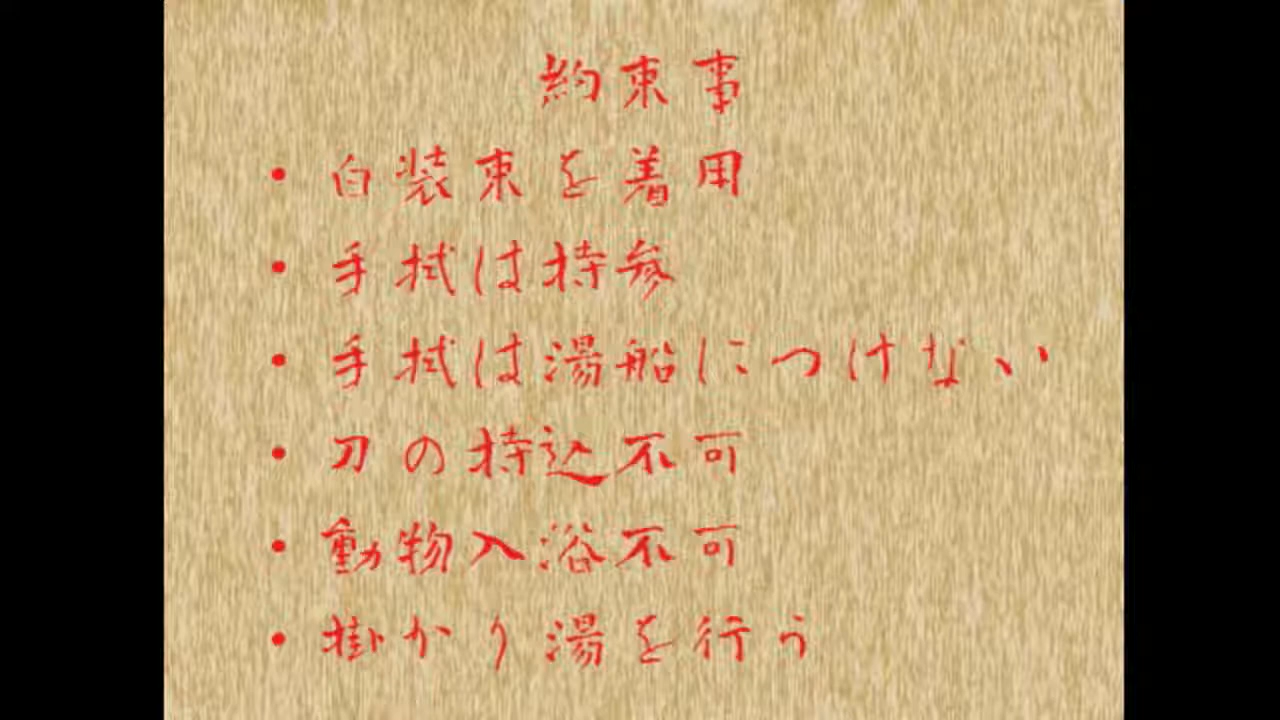 約束事
・白装束を着用
・手拭は持参
・手拭は湯船につけない
・刀の持込不可
・動物入浴不可
・掛かり湯を行う